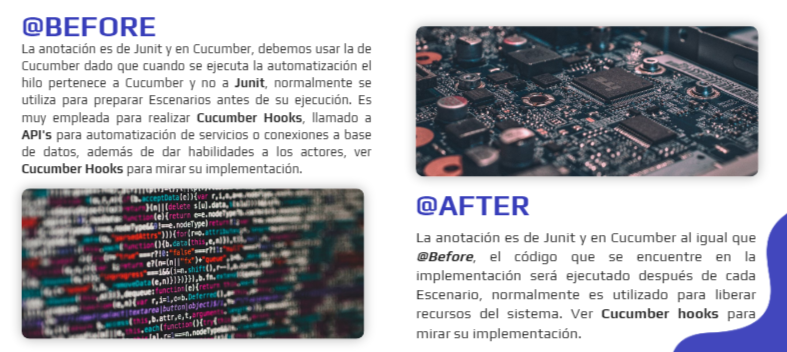 @BEFORE
La anotación es de Junit y en Cucumber, debemos usar la de
Cucumber dado que cuando se ejecuta la automatización el
hilo pertenece a Cucumber y no a Junit, normalmente se
utiliza para preparar Escenarios antes de su ejecución. Es
muy empleada para realizar Cucumber Hooks, llamado a
API's para automatización de servicios o conexiones a base
de datos, además de dar habilidades a los actores, ver
Cucumber Hooks para mirar su implementación.
@AFTER
La anotación es de Junit y en Cucumber al igual que
@Before, el código que se encuentre en la
implementación será ejecutado después de cada
Escenario, normalmente es utilizado para liberar
recursos del sistema. Ver Cucumber hooks para
mirar su implementación.